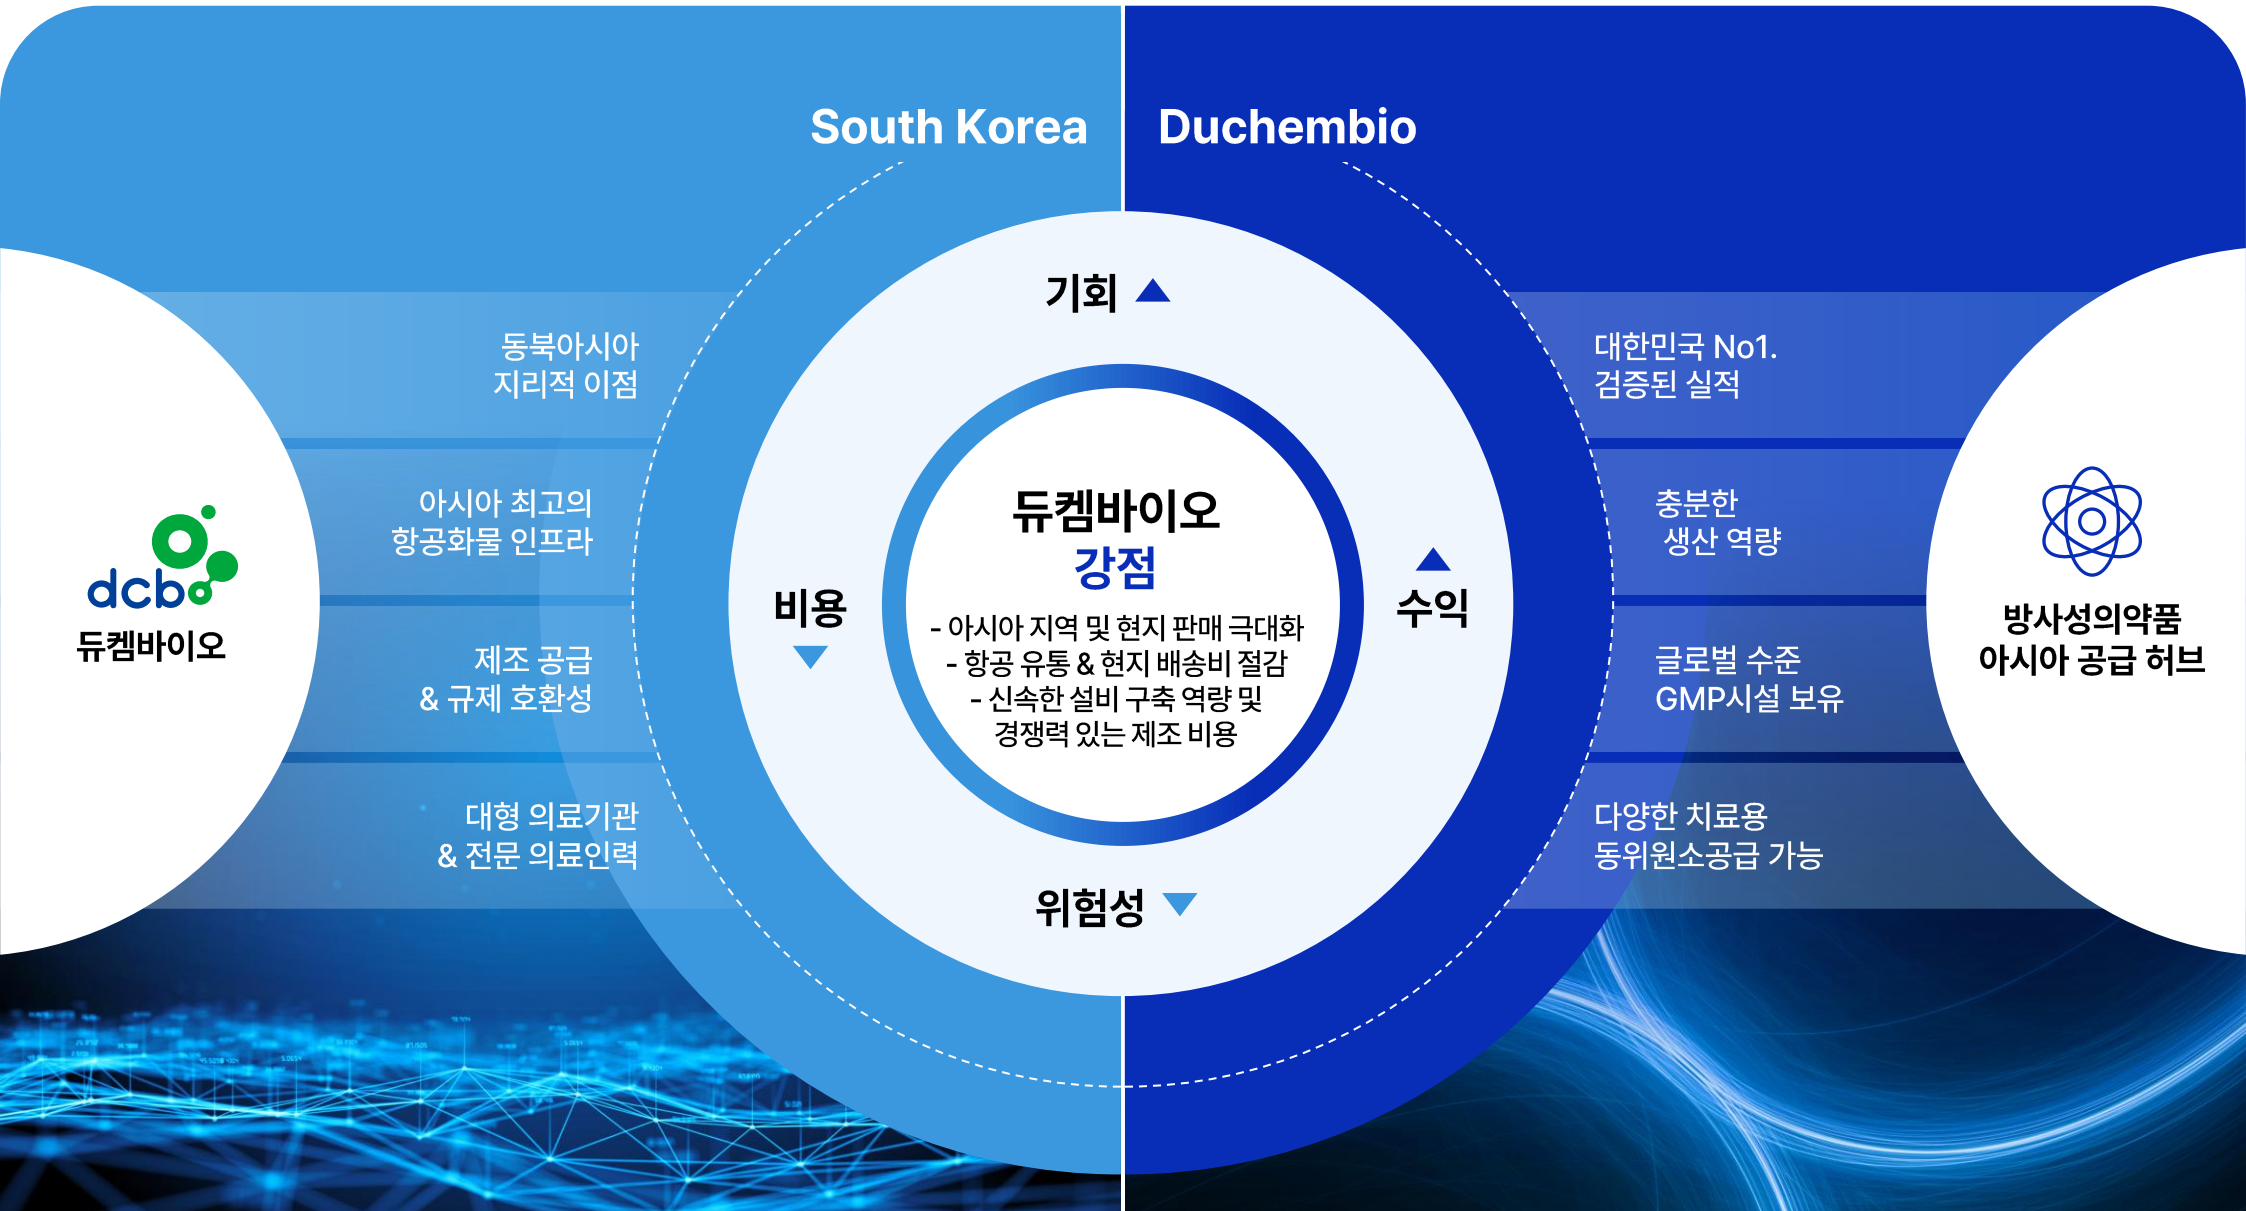 South Korea
Duchembio
동북아시아
지리적 이점
아시아 최고의
항공화물 인프라
제조 공급
& 규제 호환성
대형 의료기관
& 전문 의료인력
dcb
듀켐바이오
기회 ▲
비용
▼
수익
▲
위험성 ▼
듀켐바이오
강점
- 아시아 지역 및 현지 판매 극대화
- 항공 유통 & 현지 배송비 절감
- 신속한 설비 구축 역량 및
경쟁력 있는 제조 비용
대한민국 No1.
검증된 실적
충분한
생산 역량
글로벌 수준
GMP시설 보유
다양한 치료용
동위원소공급 가능
방사성의약품
아시아 공급 허브